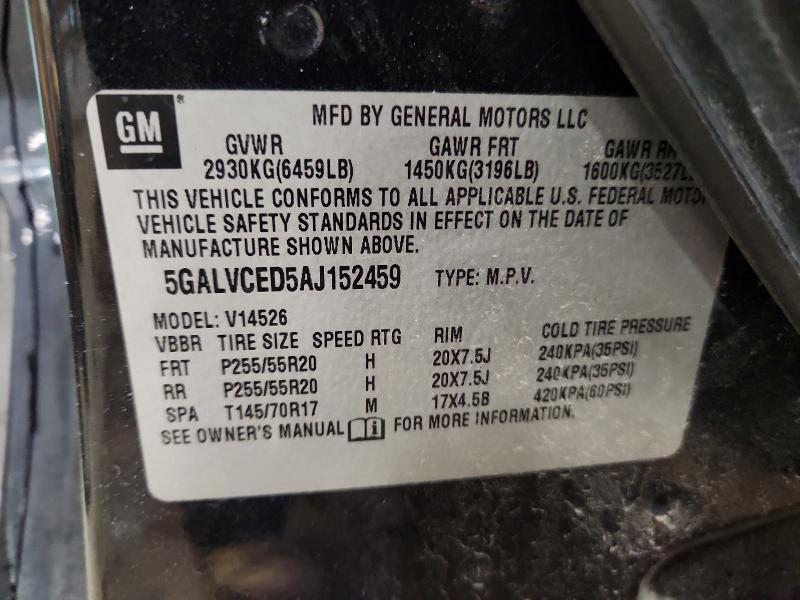 GM
MFD BY GENERAL MOTORS LLC
GVWR GAWR FRT GAWR
2930KG(6459LB) 1450KG(3196LB)
THIS VEHICLE CONFORMS TO ALL APPLICABLE U.S. FEDERAL
VEHICLE SAFETY STANDARDS IN EFFECT ON THE DATE OF
MANUFACTURE SHOWN ABOVE.
5GALVCED5AJ152459 TYPE: M.P.V.
MODEL: V14526
VBBR TIRE SIZE SPEED RTG RIM COLD TIRE PRESSURE
FRT P255/55R20 H 20X7.5J 240KPA(35PSI)
RR P255/55R20 H 20X7.5J 240KPA(35PSI)
SPA T145/70R17 M 17X4.5B 420KPA(60PSI)
SEE OWNER'S MANUAL i FOR MORE INFORMATION.